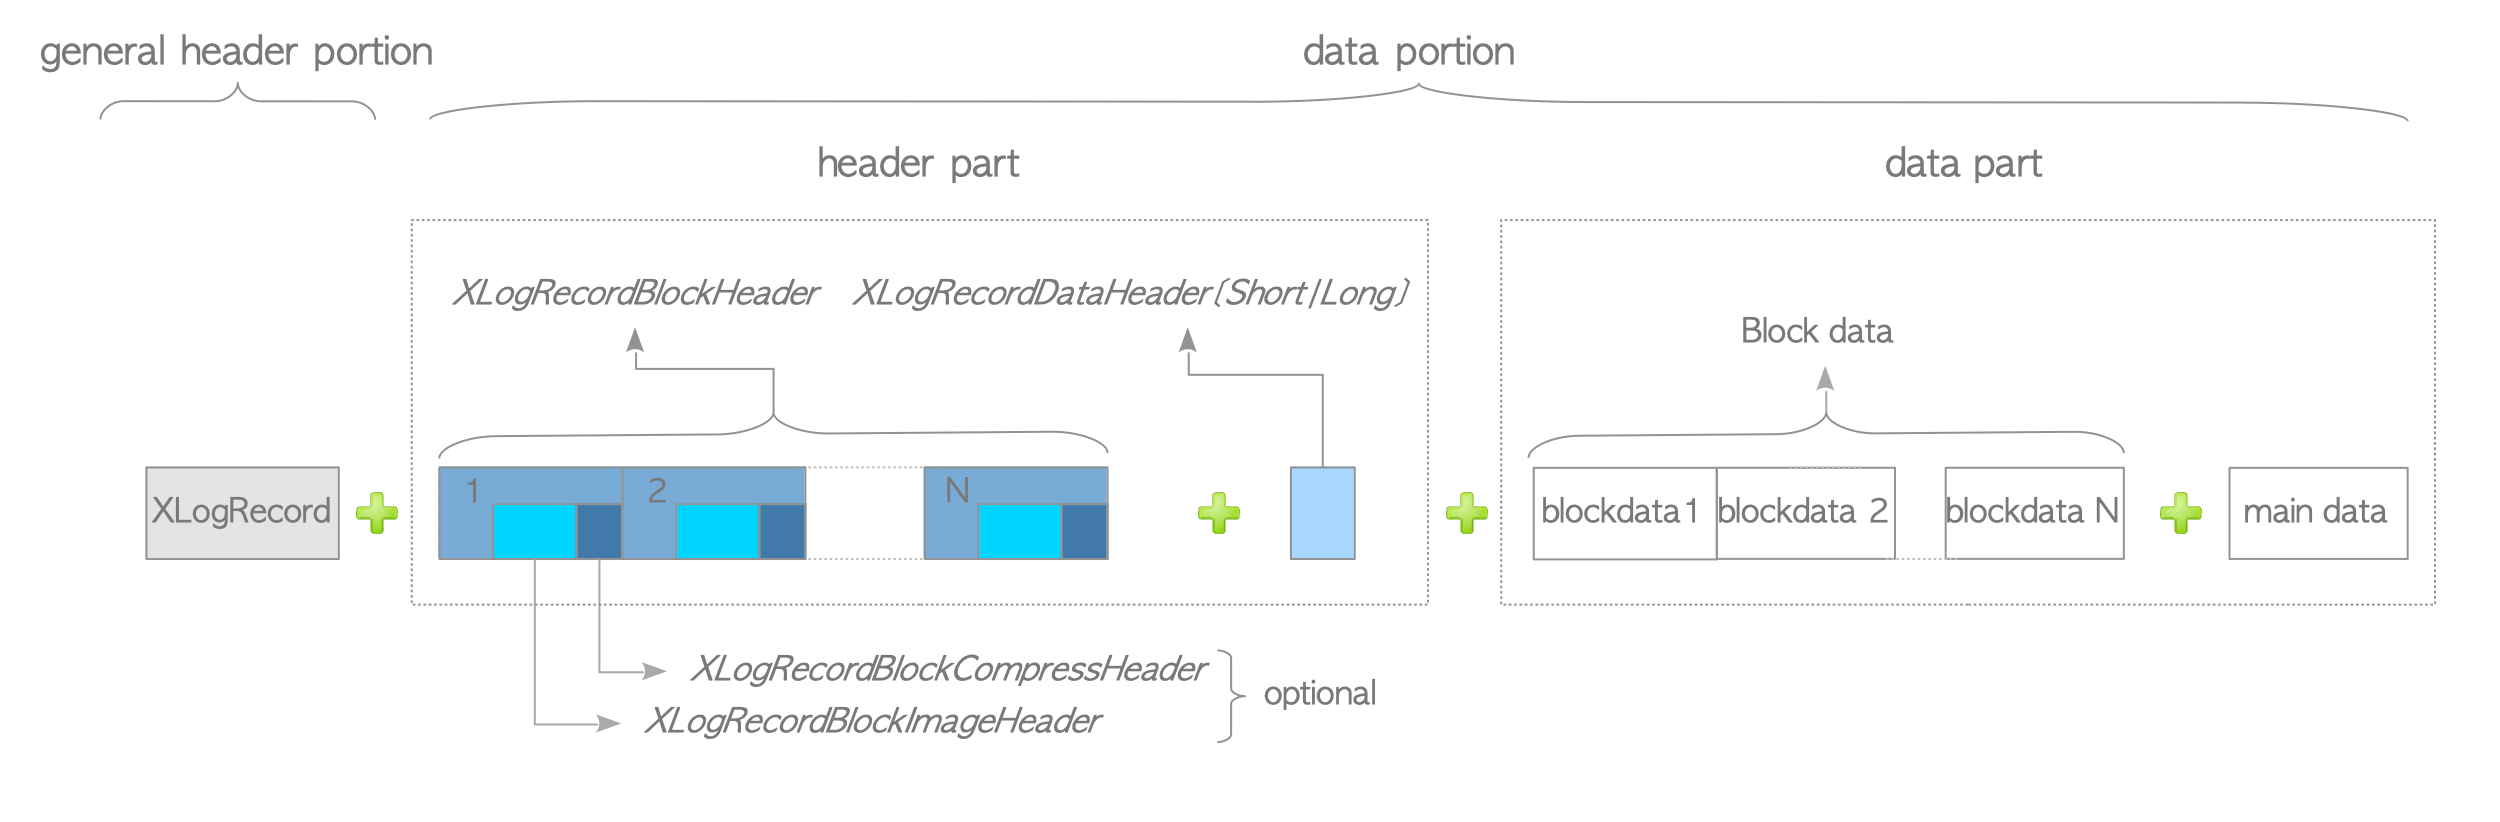 general header portion
data portion
header part
data part
XLogRecordBlockHeader
XLogRecordDataHeader[Short|Long]
Block data
XLogRecord
1
2
N
blockdata 1
blockdata 2
blockdata N
main data
XLogRecordBlockCompressHeader
optional
XLogRecordBlockImageHeader